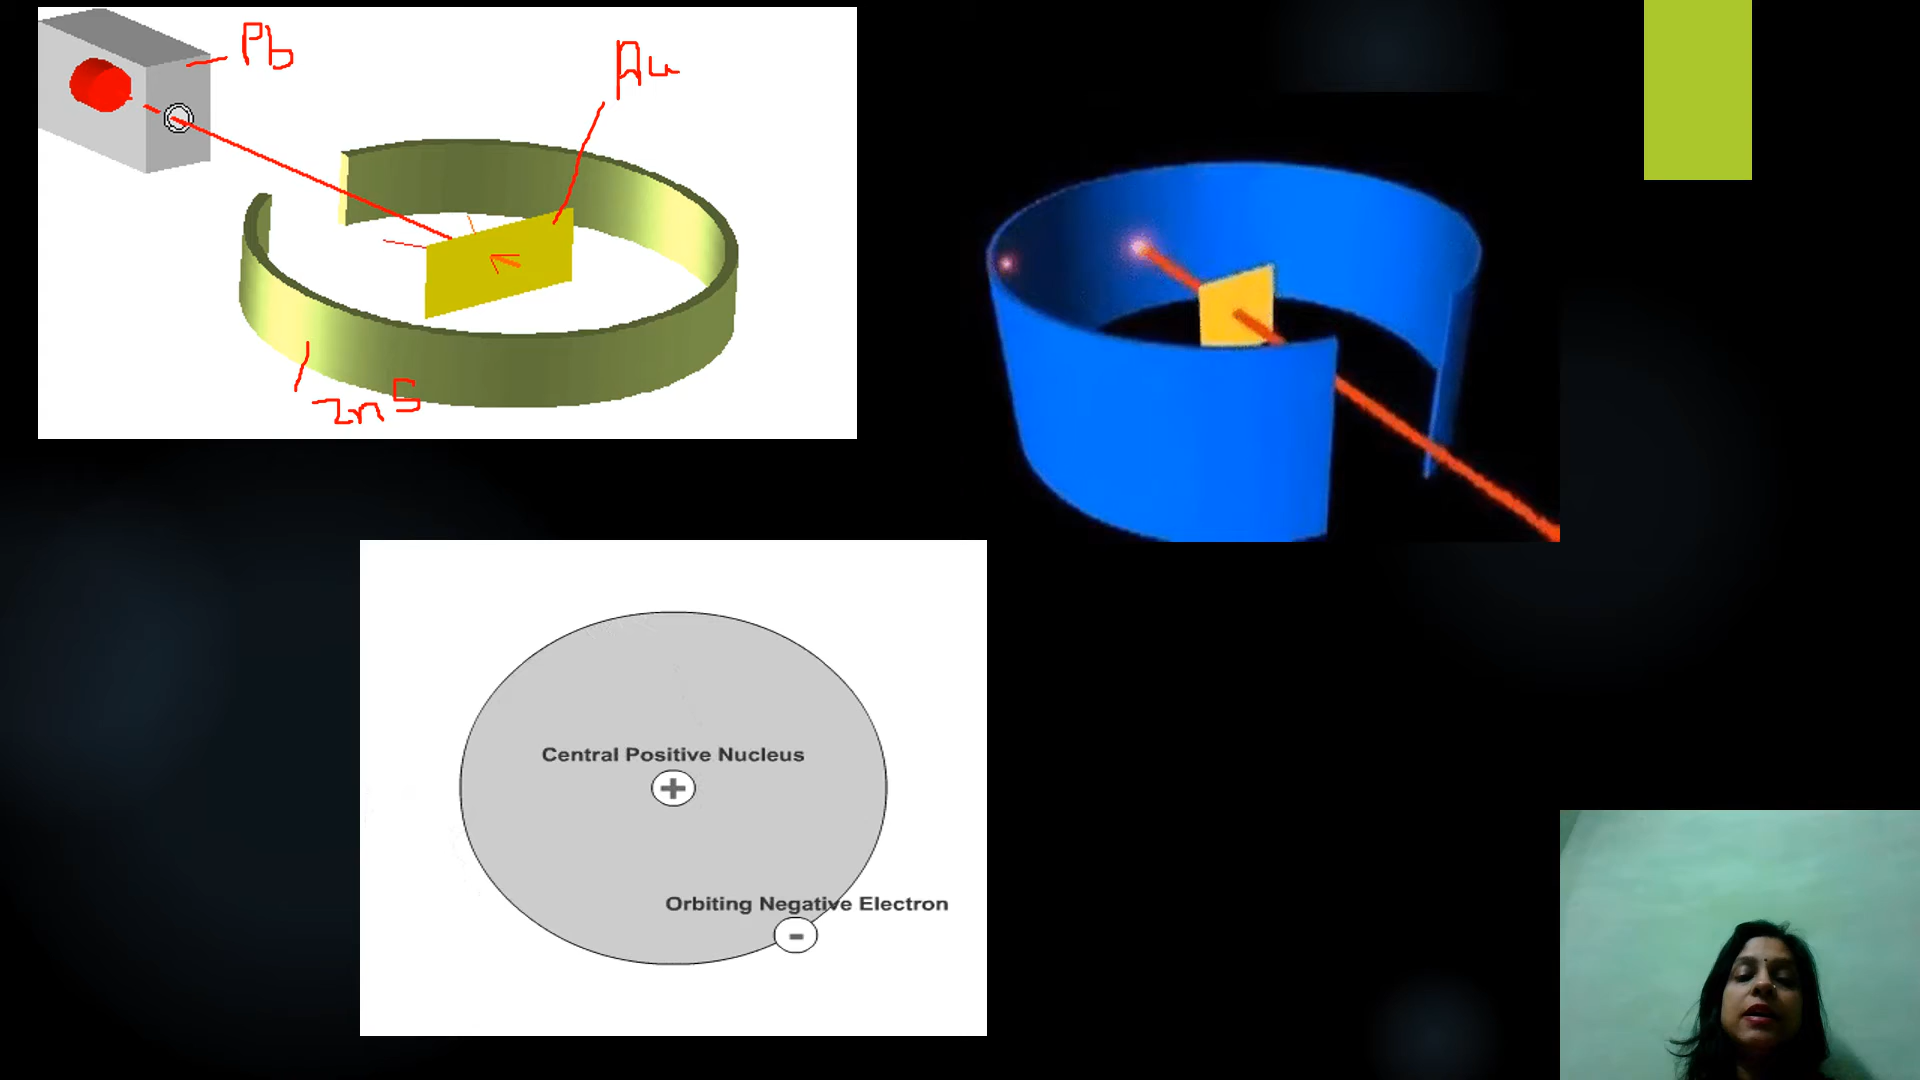 Pb
Au
ZnS
Central Positive Nucleus
+
Orbiting Negative Electron
-